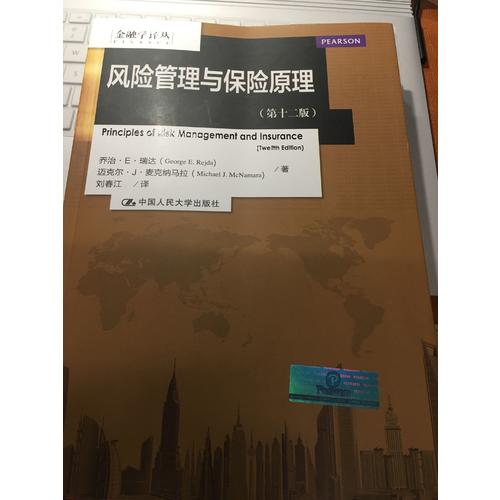 金融学译丛
FINANCE
PEARSON
风险管理与保险原理
（第十二版）
Principles of Risk Management and Insurance
(Twelfth Edition)
乔治·E·瑞达（George E. Rejda）
迈克尔·J·麦克纳马拉（Michael J. McNamara）／著
刘春江 ／译
中国人民大学出版社